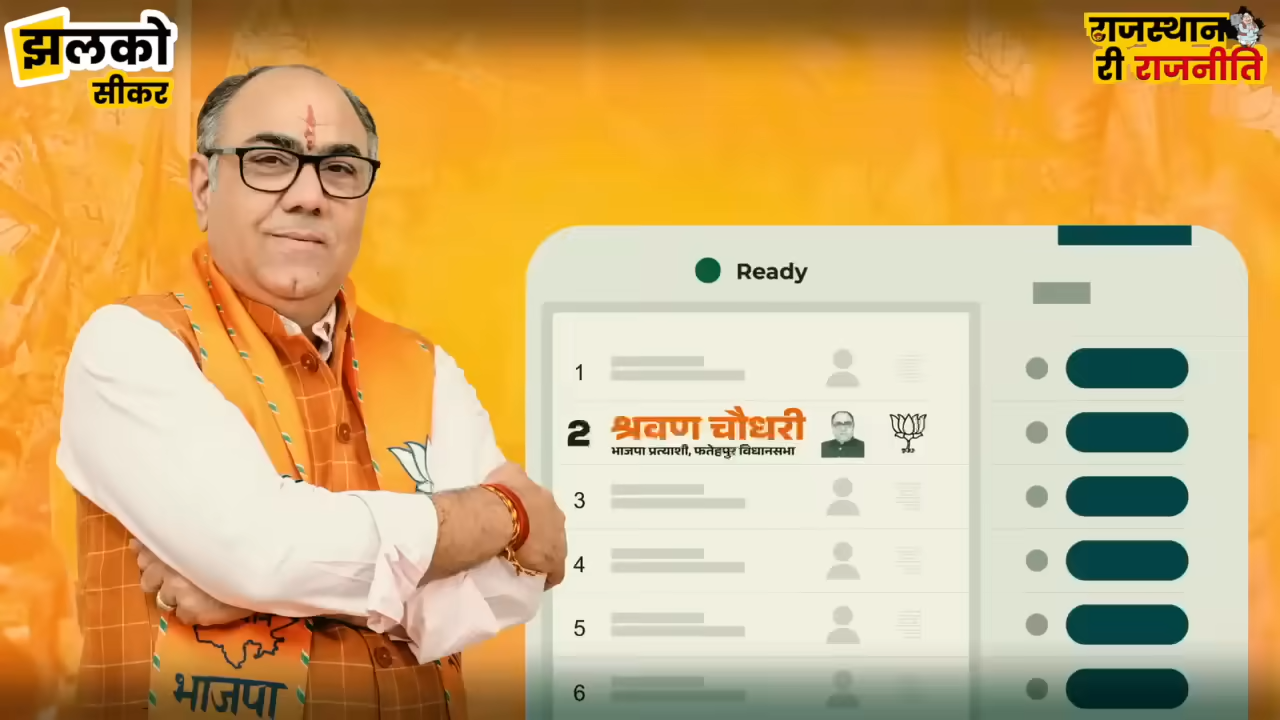 झलको
सीकर
राजस्थान
री राजनीति
Ready
1
2 श्रवण चौधरी
भाजपा प्रत्याशी, फतेहपुर विधानसभा
3
4
5
6
भाजपा